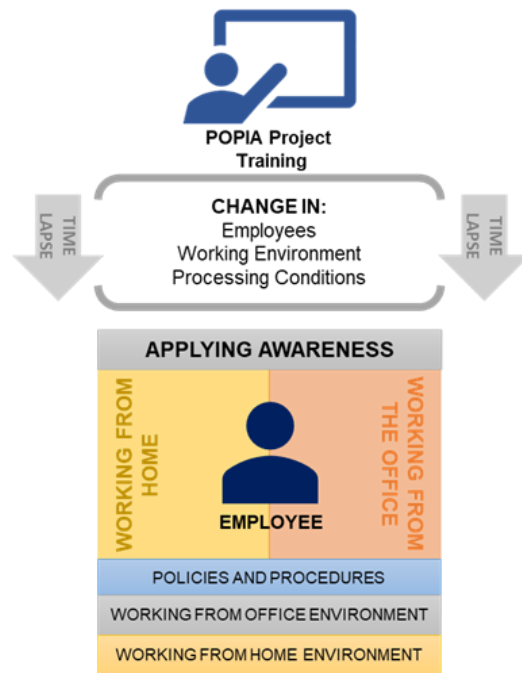 POPIA Project
Training
TIME
LAPSE
CHANGE IN:
Employees
Working Environment
Processing Conditions
TIME
LAPSE
APPLYING AWARENESS
WORKING FROM
HOME
EMPLOYEE
WORKING FROM
THE OFFICE
POLICIES AND PROCEDURES
WORKING FROM OFFICE ENVIRONMENT
WORKING FROM HOME ENVIRONMENT